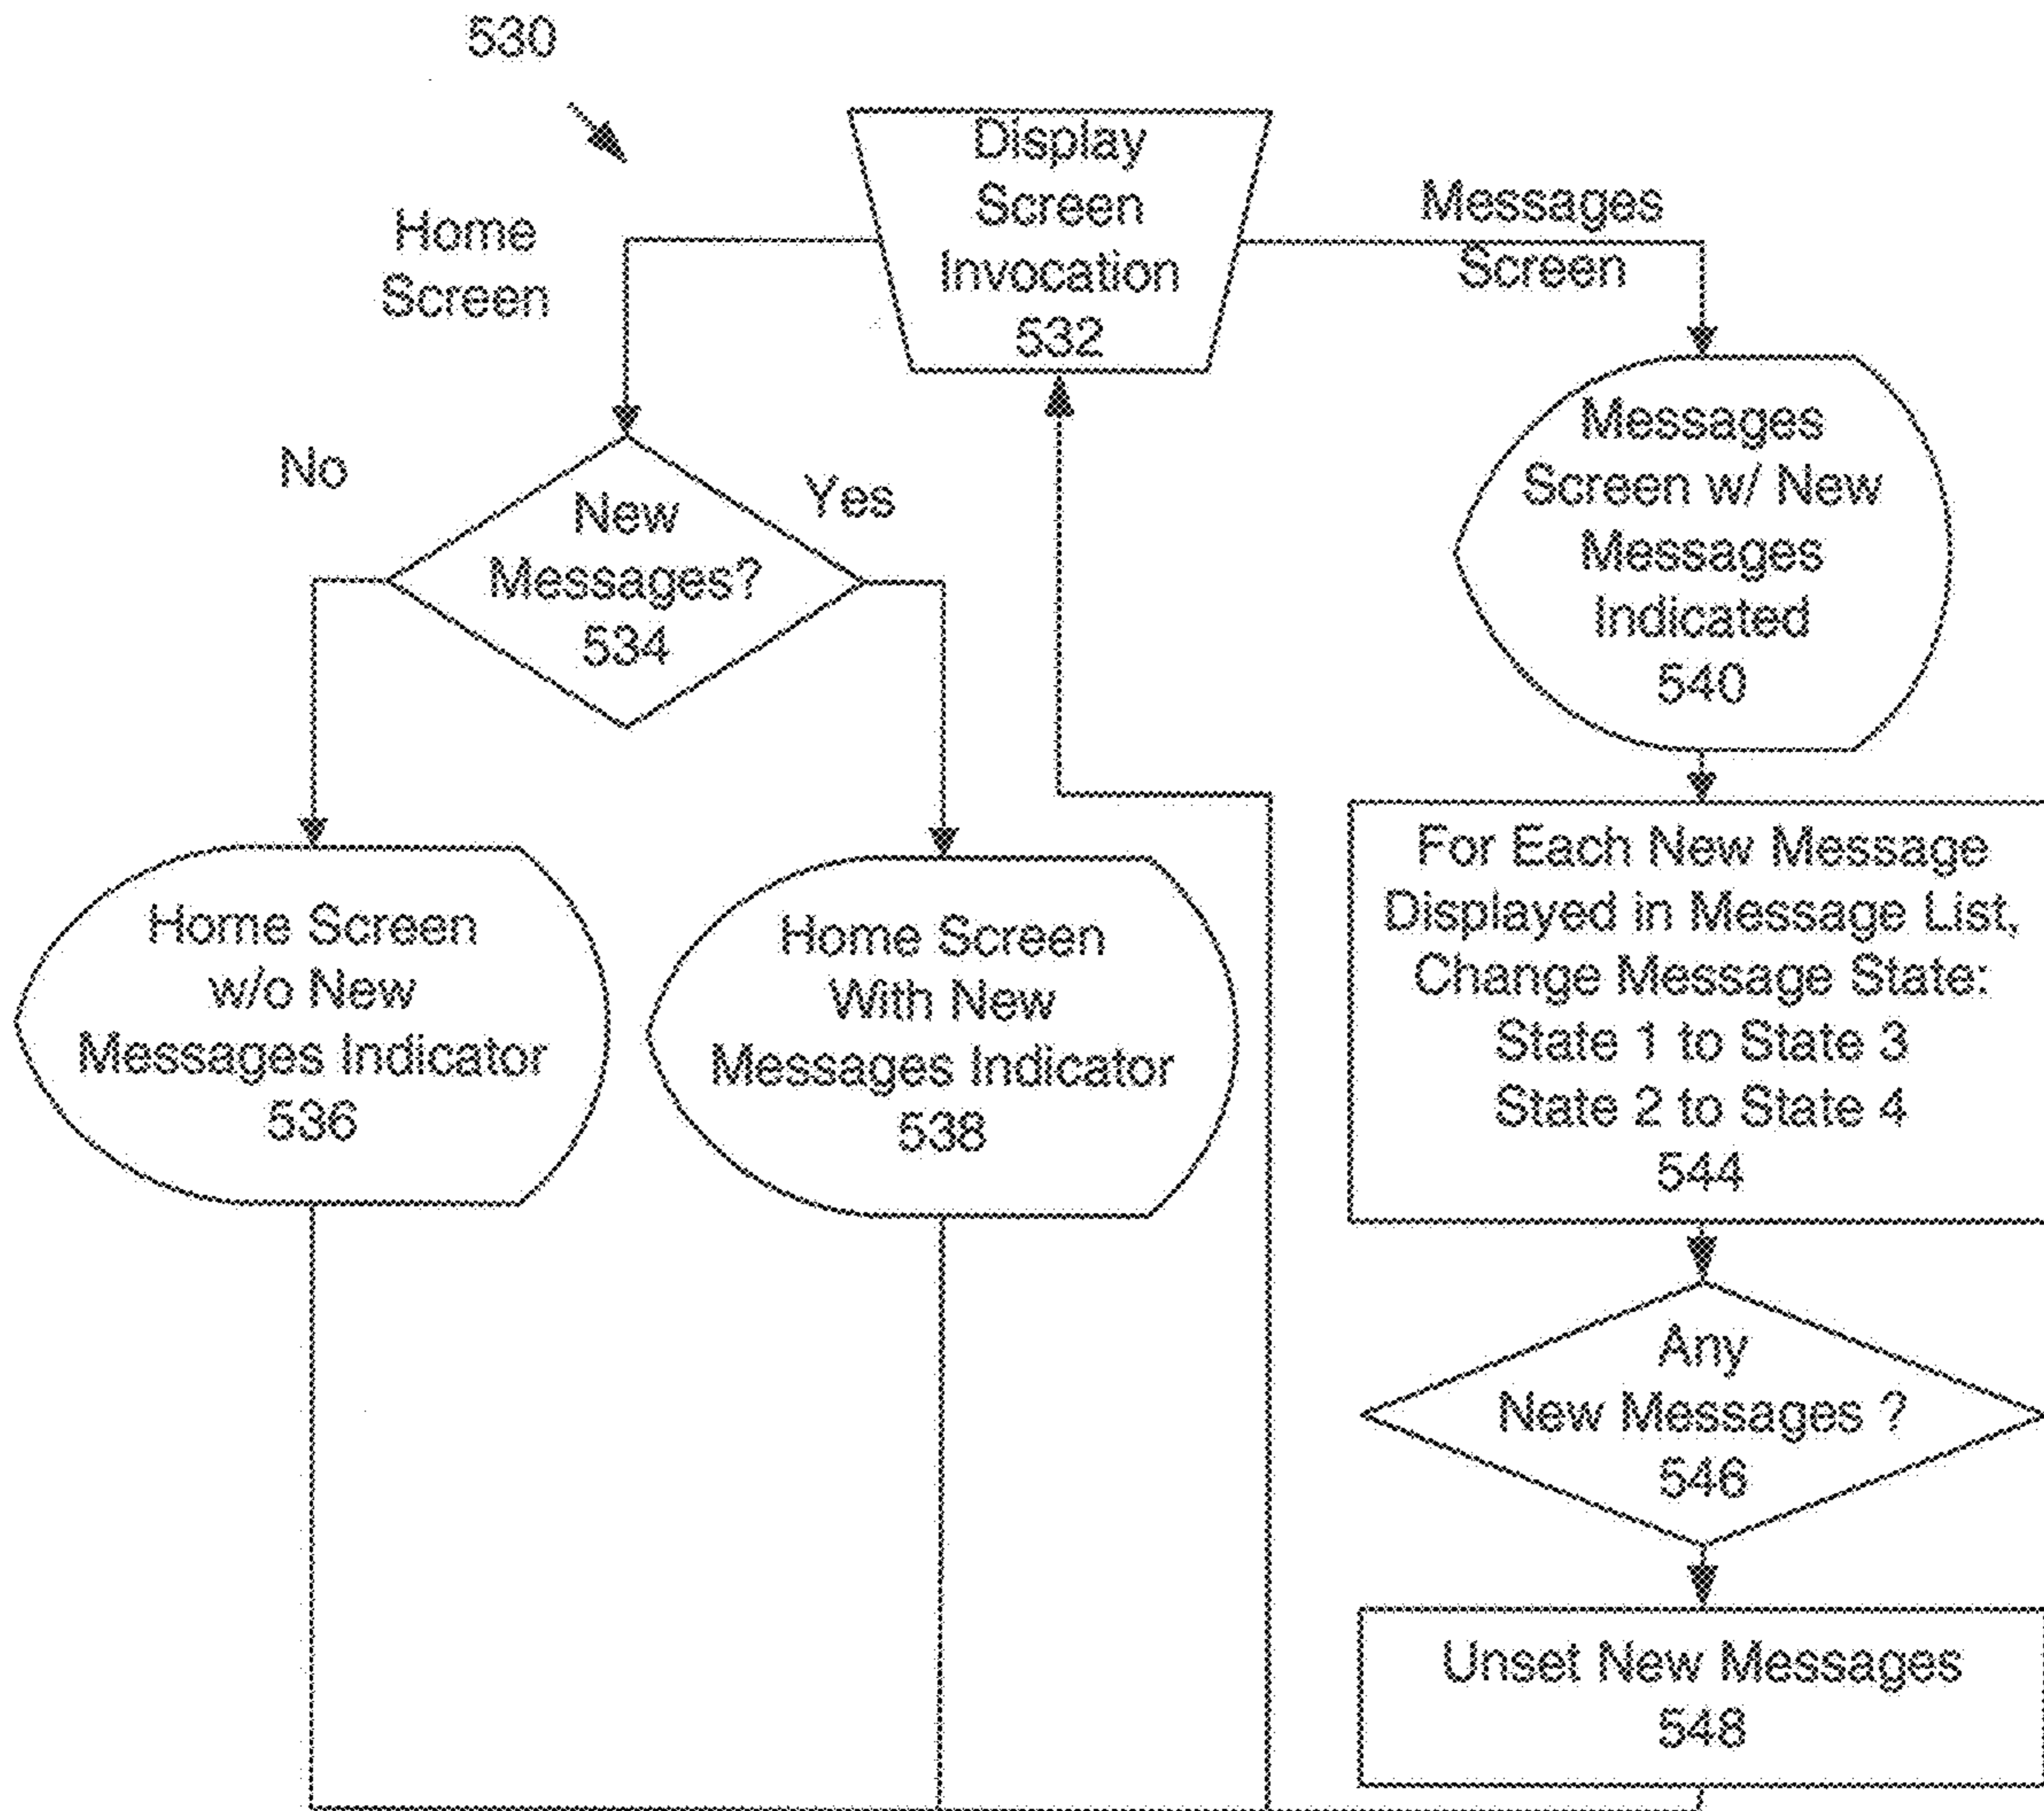 530
Display
Screen
Invocation
532
Home
Screen
Messages
Screen
No
Yes
New
Messages?
534
Messages
Screen w/ New
Messages
Indicated
540
Home Screen
w/o New
Messages Indicator
536
Home Screen
With New
Messages Indicator
538
For Each New Message
Displayed in Message List,
Change Message State:
State 1 to State 3
State 2 to State 4
544
Any
New Messages ?
546
Unset New Messages
548